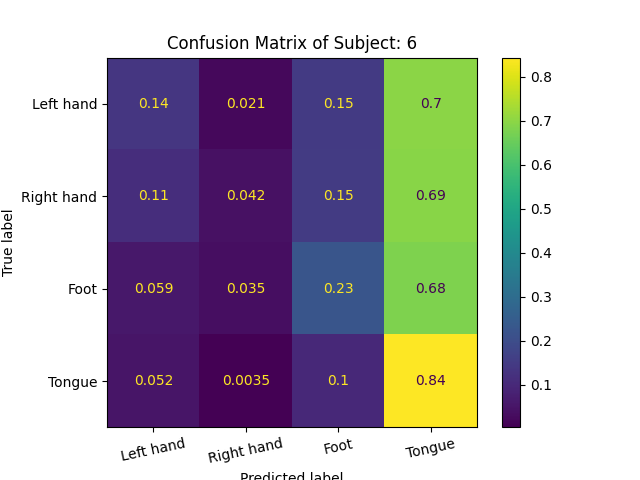 Confusion Matrix of Subject: 6
True label
Left hand 0.14 0.021 0.15 0.7
Right hand 0.11 0.042 0.15 0.69
Foot 0.059 0.035 0.23 0.68
Tongue 0.052 0.0035 0.1 0.84
Left hand Right hand Foot Tongue
Predicted label
0.8
0.7
0.6
0.5
0.4
0.3
0.2
0.1